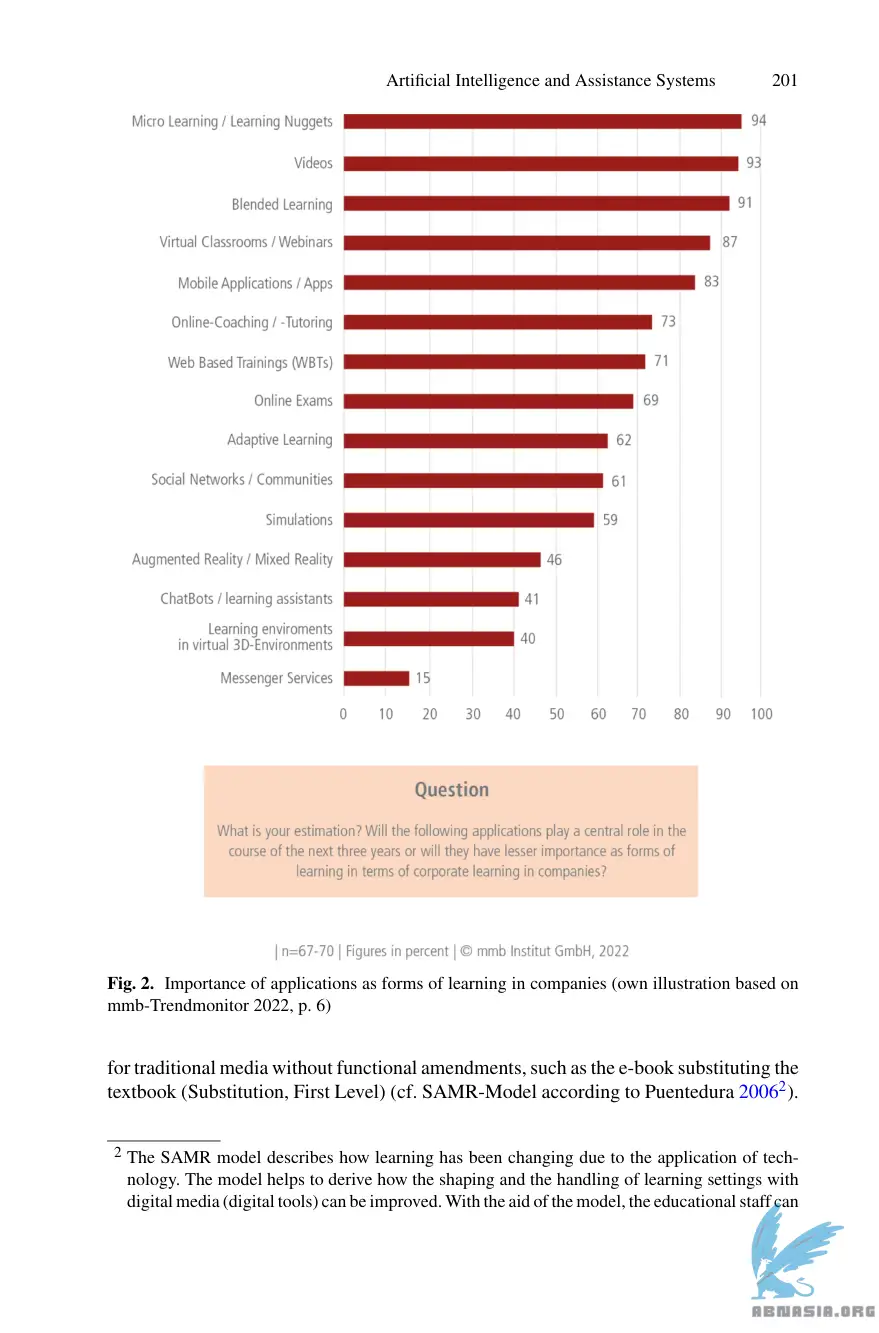 Artificial Intelligence and Assistance Systems 201
Micro Learning / Learning Nuggets 94
Videos 93
Blended Learning 91
Virtual Classrooms / Webinars 87
Mobile Applications / Apps 83
Online-Coaching / -Tutoring 73
Web Based Trainings (WBTs) 71
Online Exams 69
Adaptive Learning 62
Social Networks / Communities 61
Simulations 59
Augmented Reality / Mixed Reality 46
ChatBots / learning assistants 41
Learning enviroments
in virtual 3D-Environments 40
Messenger Services 15
0 10 20 30 40 50 60 70 80 90 100
Question
What is your estimation? Will the following applications play a central role in the
course of the next three years or will they have lesser importance as forms of
learning in terms of corporate learning in companies?
| n=67-70 | Figures in percent | © mmb Institut GmbH, 2022
Fig. 2. Importance of applications as forms of learning in companies (own illustration based on
mmb-Trendmonitor 2022, p. 6)
for traditional media without functional amendments, such as the e-book substituting the
textbook (Substitution, First Level) (cf. SAMR-Model according to Puentedura 2006²).
² The SAMR model describes how learning has been changing due to the application of tech-
nology. The model helps to derive how the shaping and the handling of learning settings with
digital media (digital tools) can be improved. With the aid of the model, the educational staff can
ABNASIA.ORG